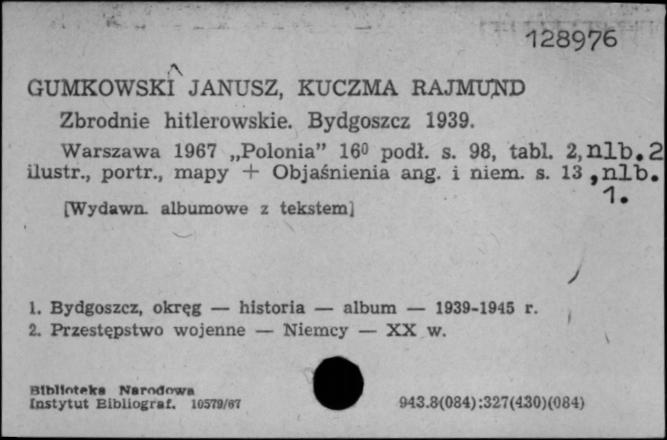 128976
GUMKOWSKI JANUSZ, KUCZMA RAJMUND
Zbrodnie hitlerowskie. Bydgoszcz 1939.
Warszawa 1967 „Polonia” 16⁰ podł. s. 98, tabl. 2, nlb. 2
ilustr., portr., mapy + Objaśnienia ang. i niem. s. 13, nlb.
1.
[Wydawn. albumowe z tekstem]
1. Bydgoszcz, okręg — historia — album — 1939-1945 r.
2. Przestępstwo wojenne — Niemcy — XX w.
Biblioteka Narodowa
Instytut Bibliograf. 10579/67
943.8(084):327(430)(084)